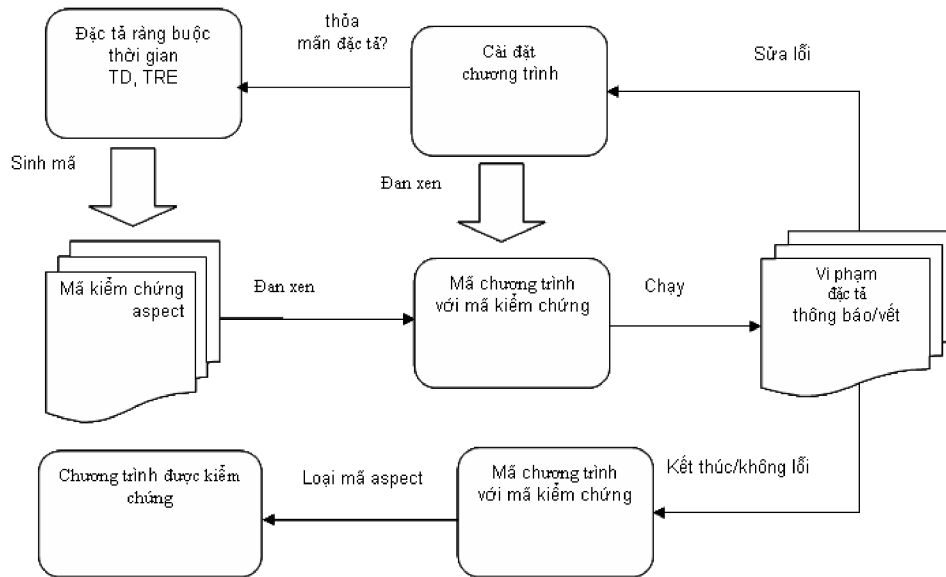 Đặc tả ràng buộc
thời gian
TD, TRE
thỏa
mãn đặc tả?
Cài đặt
chương trình
Sửa lỗi
Sinh mã
Đan xen
Mã kiểm chứng
aspect
Đan xen
Mã chương trình
với mã kiểm chứng
Chạy
Vi phạm
đặc tả
thông báo/vết
Kết thúc/không lỗi
Chương trình được kiểm
chứng
Loại mã aspect
Mã chương trình
với mã kiểm chứng